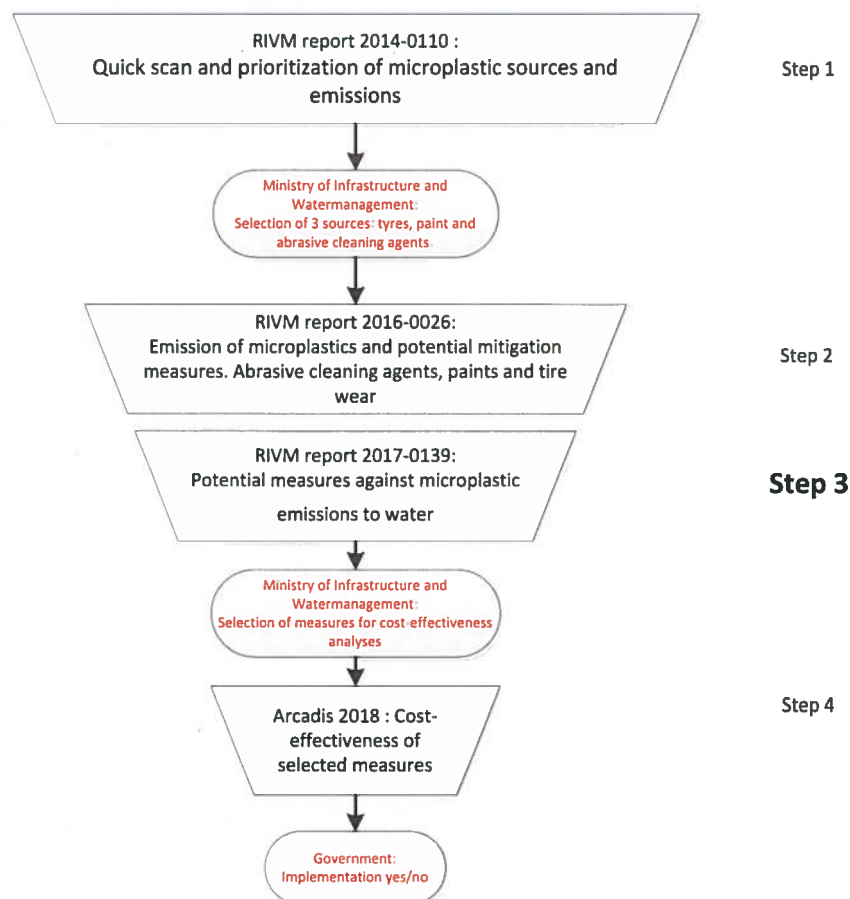 RIVM report 2014-0110 :
Quick scan and prioritization of microplastic sources and
emissions
Step 1
Ministry of Infrastructure and
Watermanagement:
Selection of 3 sources: tyres, paint and
abrasive cleaning agents.
RIVM report 2016-0026:
Emission of microplastics and potential mitigation
measures. Abrasive cleaning agents, paints and tire
wear
Step 2
RIVM report 2017-0139:
Potential measures against microplastic
emissions to water
Step 3
Ministry of Infrastructure and
Watermanagement:
Selection of measures for cost-effectiveness
analyses
Arcadis 2018 : Cost-
effectiveness of
selected measures
Step 4
Government:
Implementation yes/no